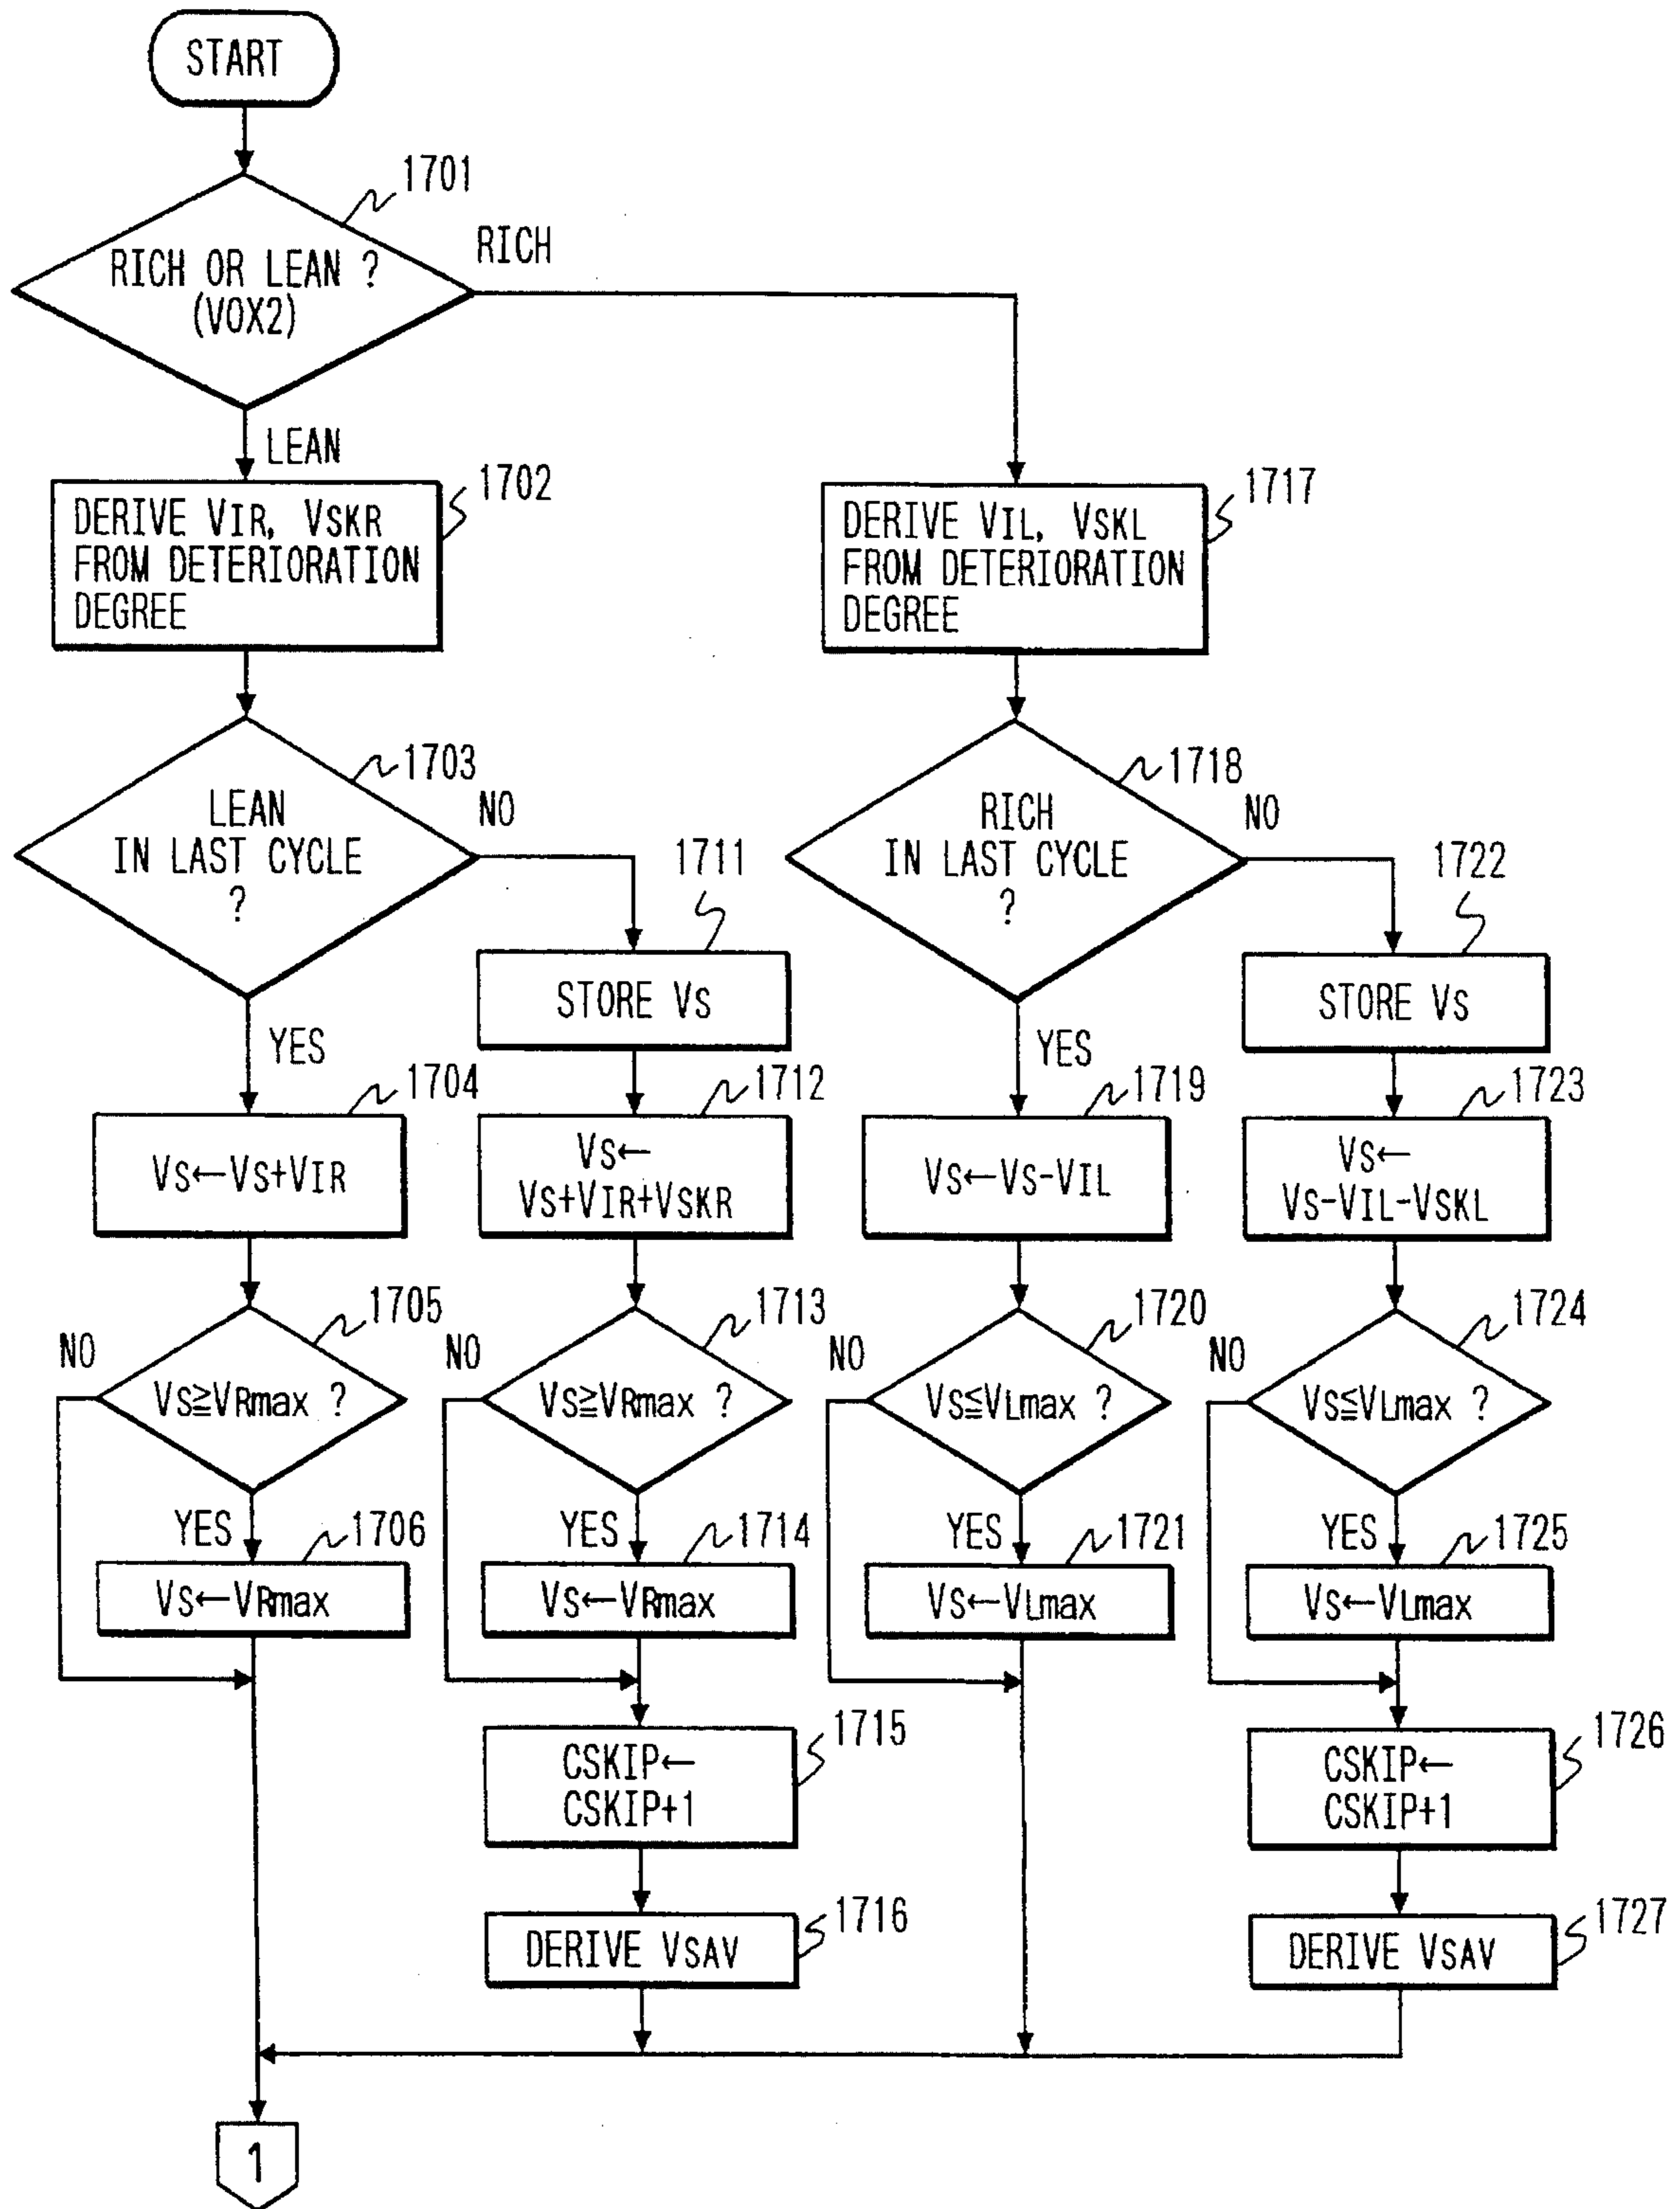 START
1701
RICH OR LEAN ?
(VOX2)
RICH
LEAN
1702
DERIVE VIR, VSKR
FROM DETERIORATION
DEGREE
1717
DERIVE VIL, VSKL
FROM DETERIORATION
DEGREE
1703
LEAN
IN LAST CYCLE
?
NO
YES
1718
RICH
IN LAST CYCLE
?
NO
YES
1711
STORE VS
1722
STORE VS
1704
VS←VS+VIR
1712
VS←
VS+VIR+VSKR
1719
VS←VS-VIL
1723
VS←
VS-VIL-VSKL
1705
NO
VS≧VRmax ?
YES
1713
NO
VS≧VRmax ?
YES
1720
NO
VS≦VLmax ?
YES
1724
NO
VS≦VLmax ?
YES
1706
VS←VRmax
1714
VS←VRmax
1721
VS←VLmax
1725
VS←VLmax
1715
CSKIP←
CSKIP+1
1726
CSKIP←
CSKIP+1
1716
DERIVE VSAV
1727
DERIVE VSAV
1